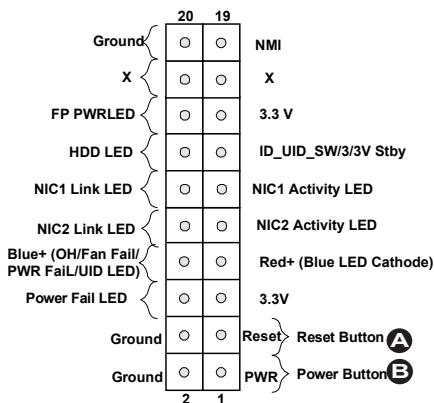 20 19
Ground NMI
X X
FP PWRLED 3.3 V
HDD LED ID_UID_SW/3/3V Stby
NIC1 Link LED NIC1 Activity LED
NIC2 Link LED NIC2 Activity LED
Blue+ (OH/Fan Fail/
PWR FaiL/UID LED) Red+ (Blue LED Cathode)
Power Fail LED 3.3V
Ground Reset Reset Button A
Ground PWR Power Button B
2 1